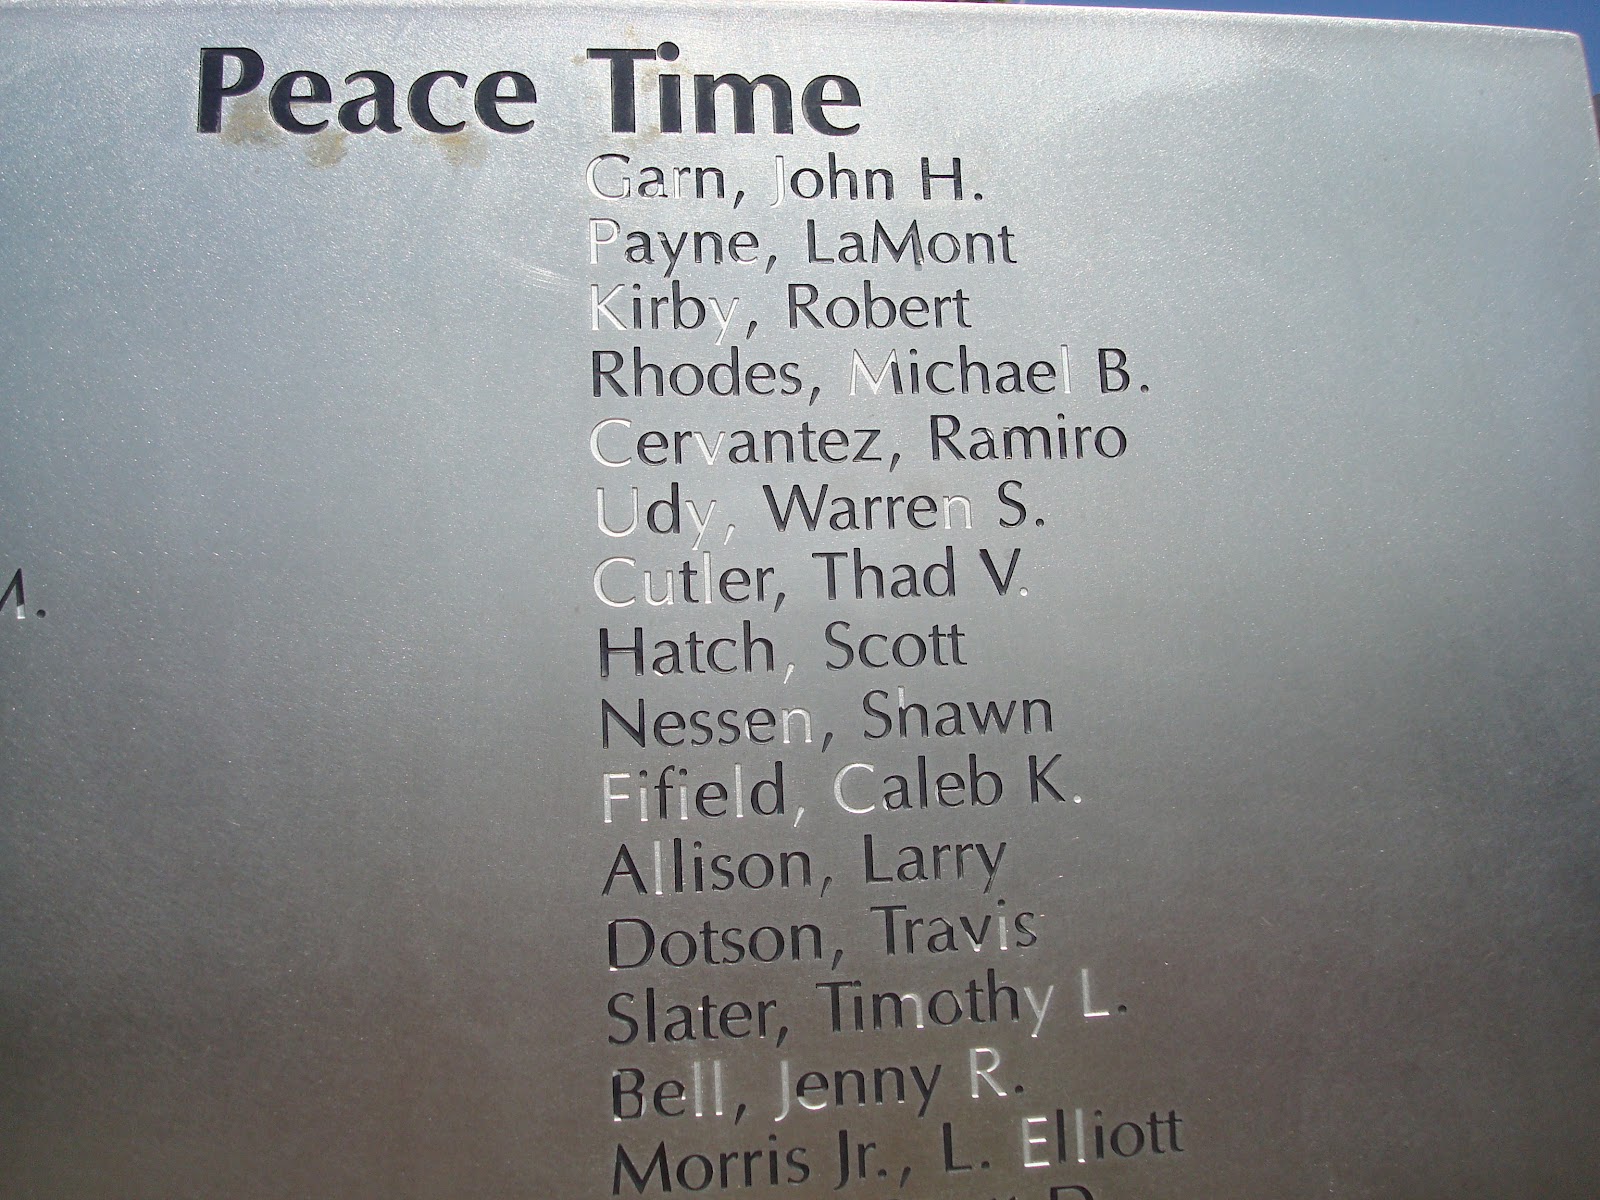 Peace Time
Garn, John H.
Payne, LaMont
Kirby, Robert
Rhodes, Michael B.
Cervantez, Ramiro
Udy, Warren S.
Cutler, Thad V.
M.
Hatch, Scott
Nessen, Shawn
Fifield, Caleb K.
Allison, Larry
Dotson, Travis
Slater, Timothy L.
Bell, Jenny R.
Morris Jr., L. Elliott